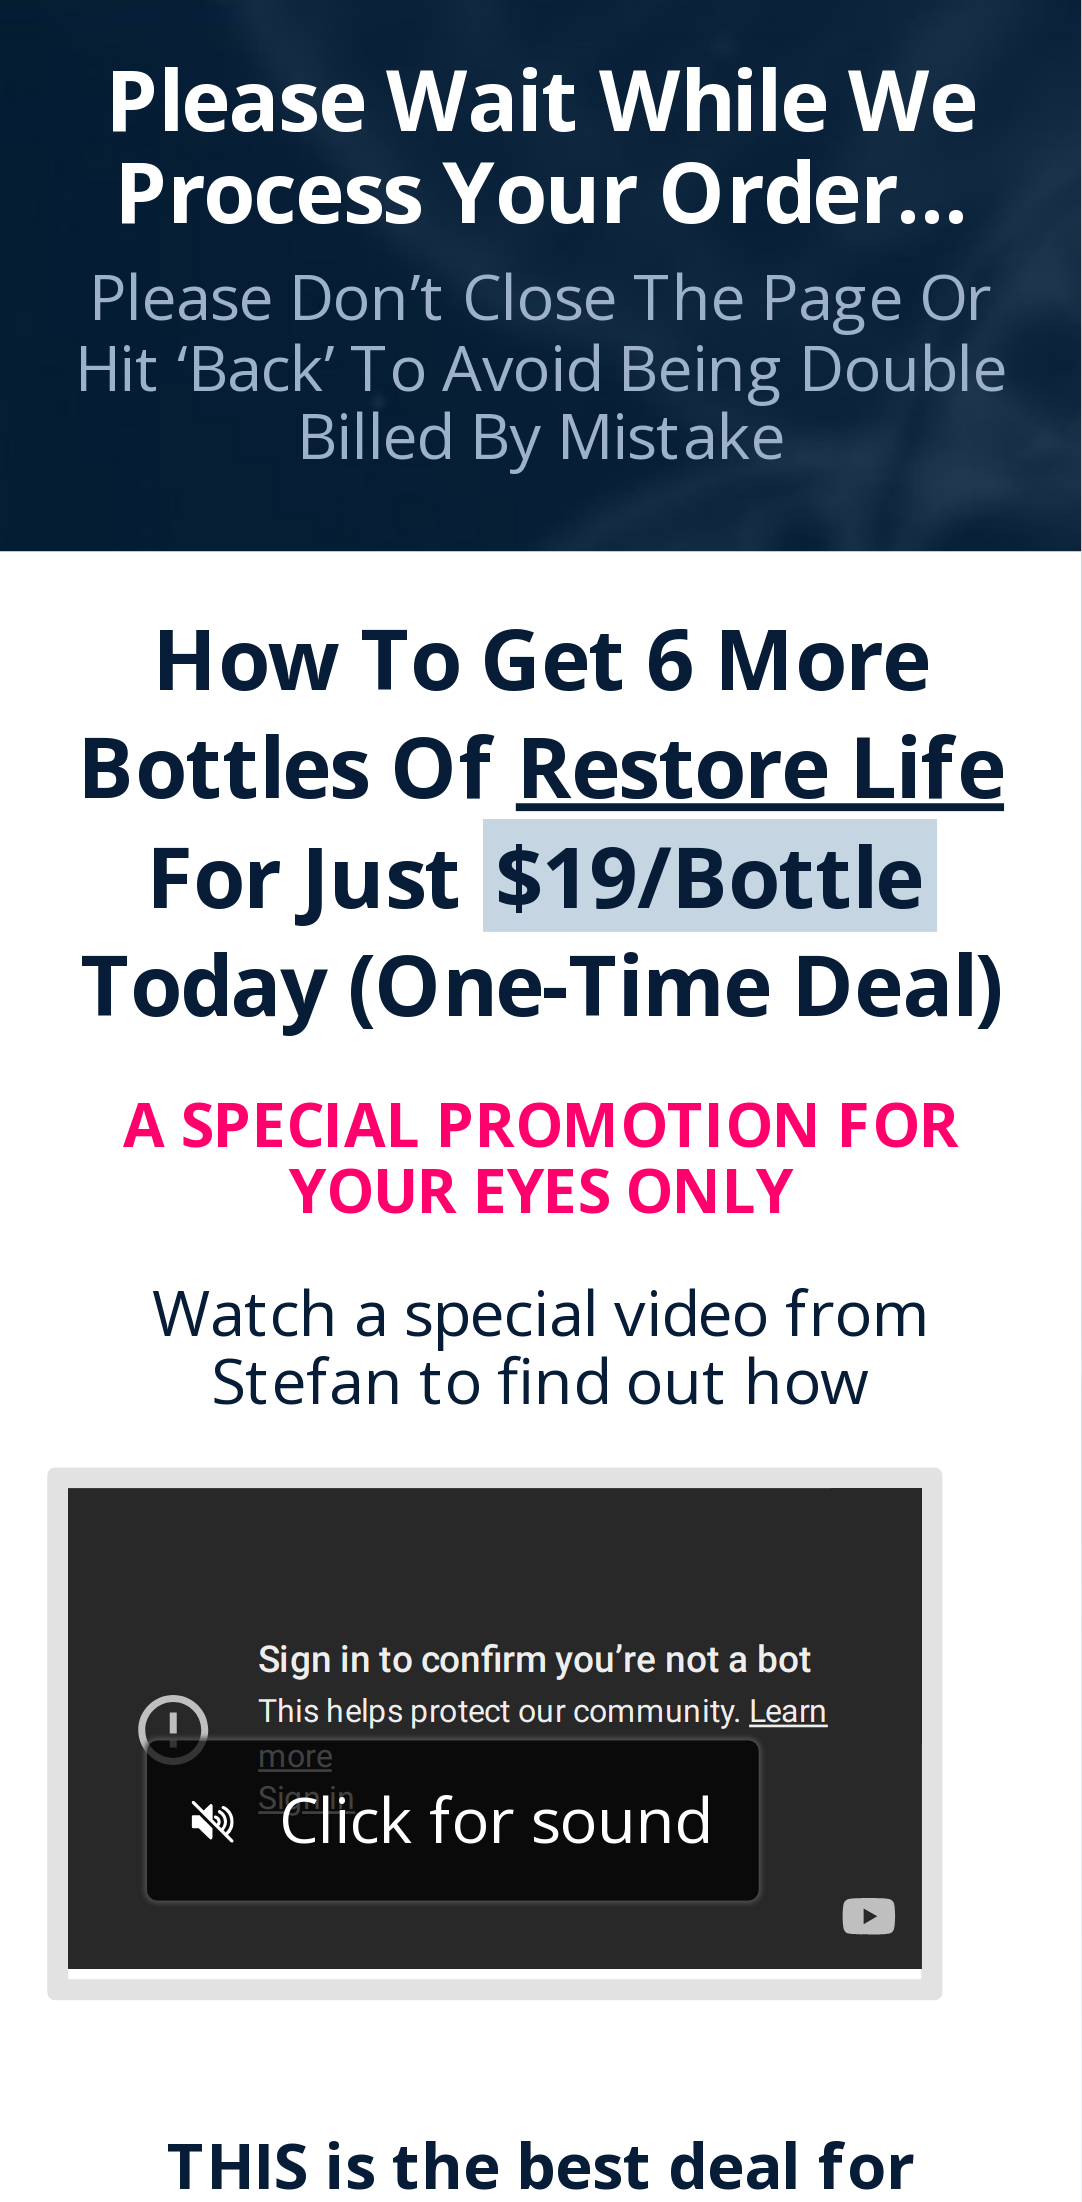 Please Wait While We
Process Your Order...
Please Don’t Close The Page Or
Hit ‘Back’ To Avoid Being Double
Billed By Mistake
How To Get 6 More
Bottles Of Restore Life
For Just $19/Bottle
Today (One-Time Deal)
A SPECIAL PROMOTION FOR
YOUR EYES ONLY
Watch a special video from
Stefan to find out how
Sign in to confirm you’re not a bot
This helps protect our community. Learn
more
Sign in
Click for sound
THIS is the best deal for